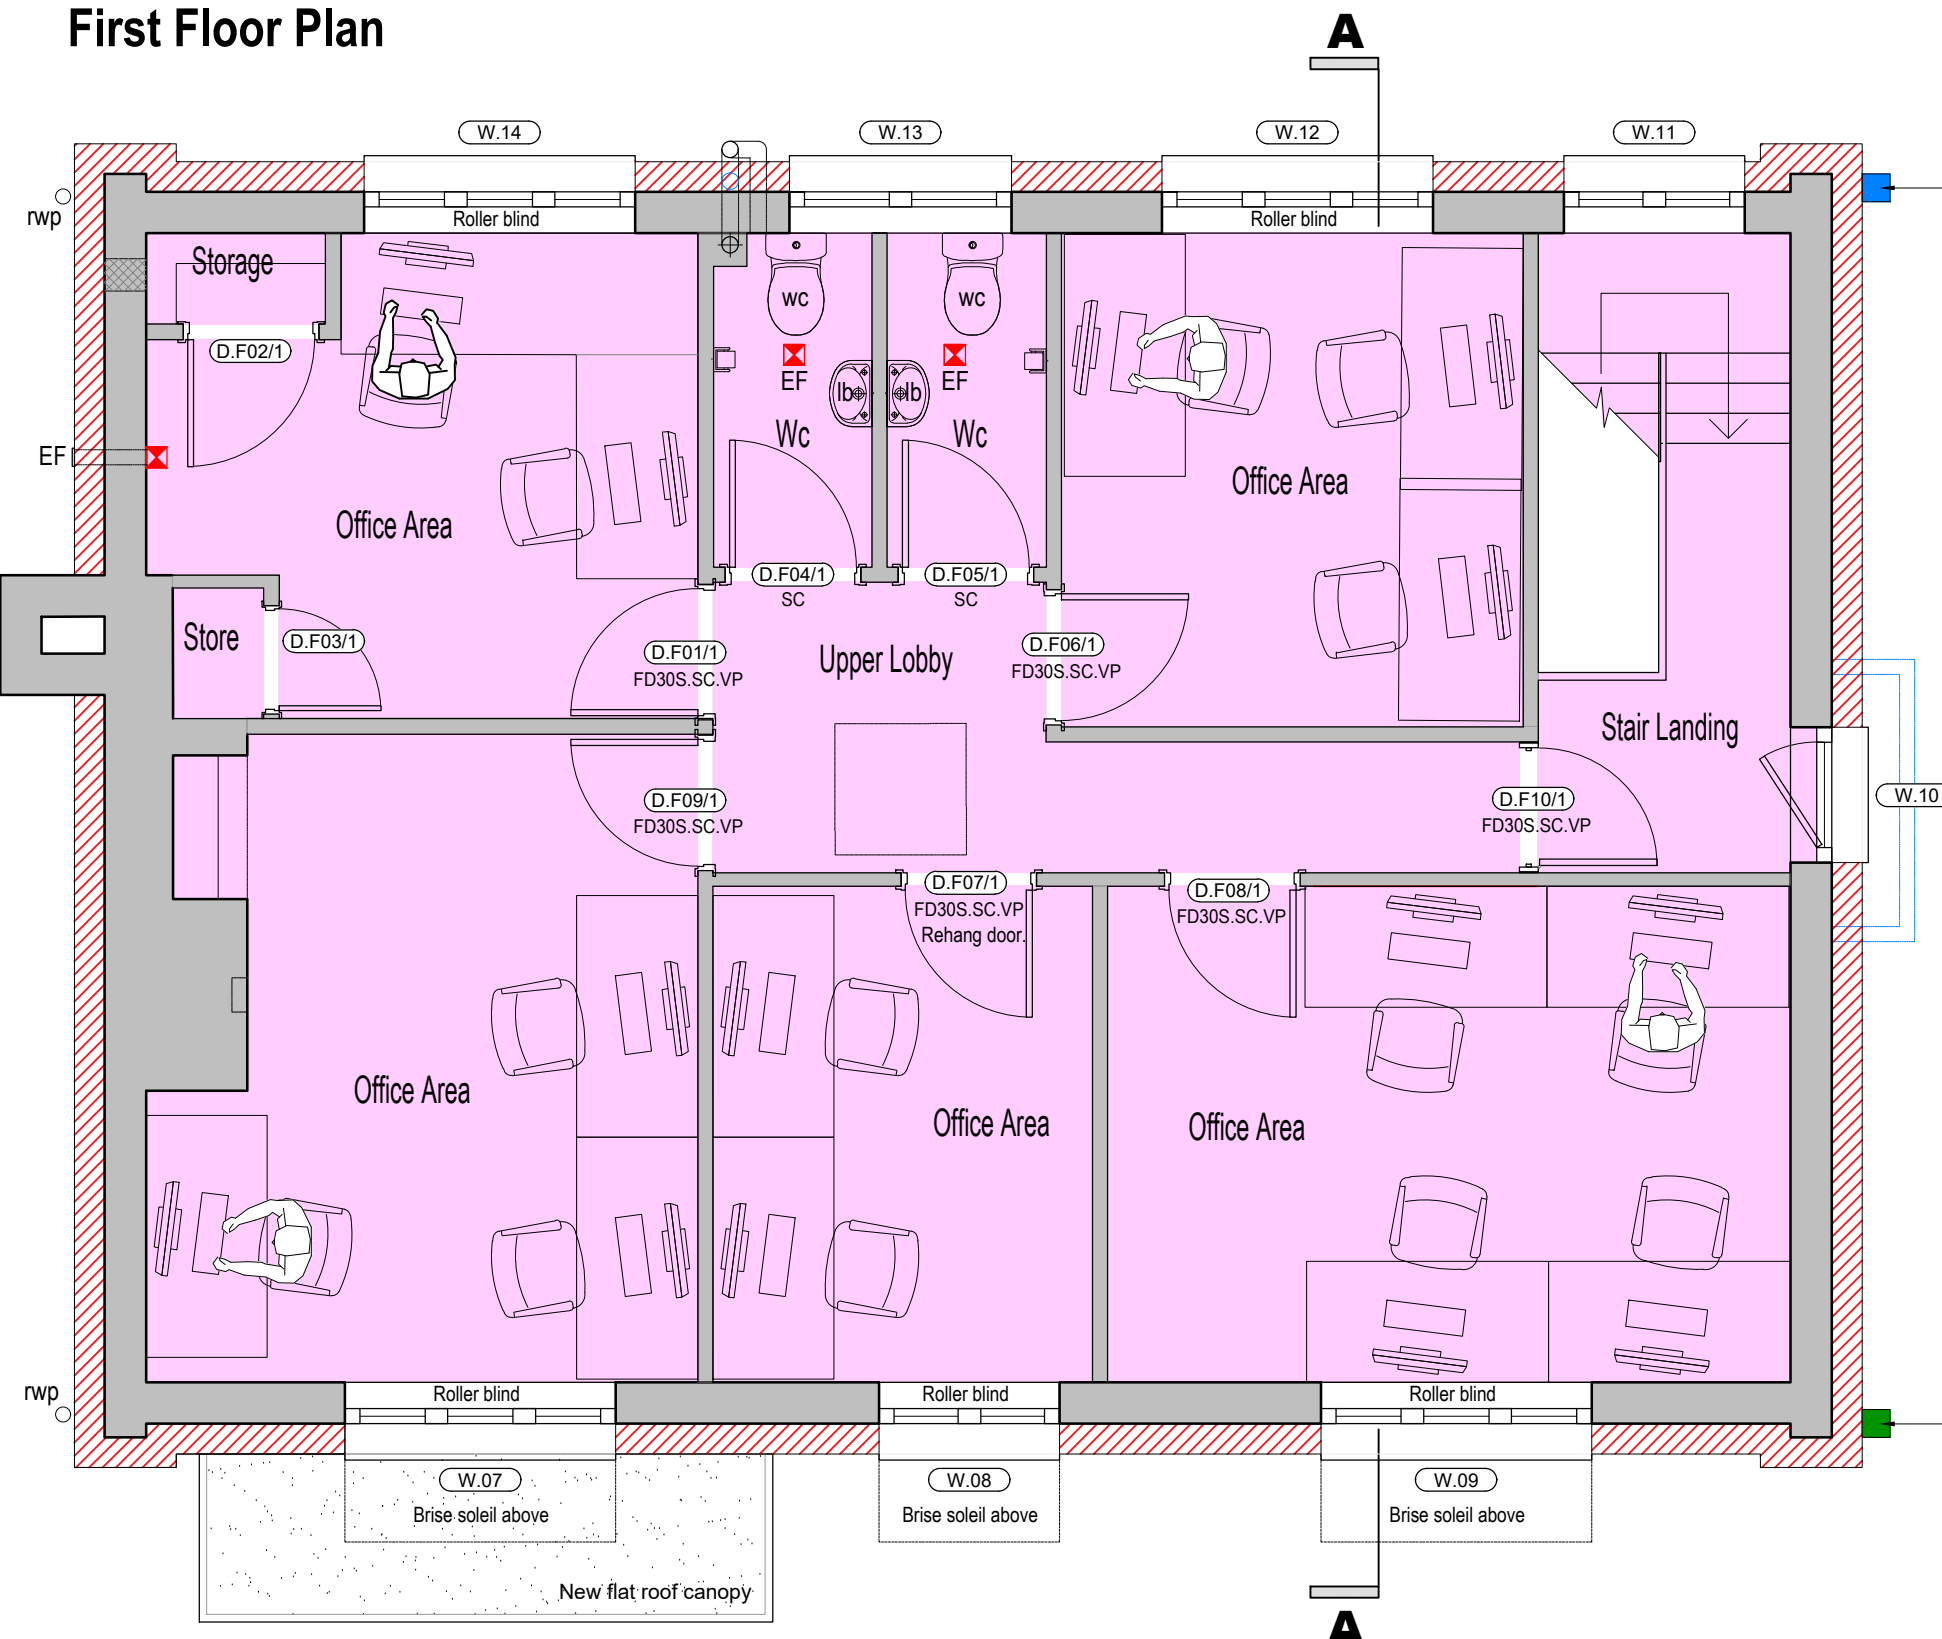 First Floor Plan
A
W.14
W.13
W.12
W.11
rwp
Roller blind
Roller blind
Storage
wc
wc
D.F02/1
EF
EF
lb
lb
Wc
Wc
EF
Office Area
Office Area
D.F04/1
SC
D.F05/1
SC
Store
D.F03/1
D.F01/1
FD30S.SC.VP
Upper Lobby
D.F06/1
FD30S.SC.VP
Stair Landing
D.F09/1
FD30S.SC.VP
D.F10/1
FD30S.SC.VP
W.10
D.F07/1
FD30S.SC.VP
Rehang door.
D.F08/1
FD30S.SC.VP
Office Area
Office Area
Office Area
rwp
Roller blind
Roller blind
Roller blind
W.07
Brise soleil above
W.08
Brise soleil above
W.09
Brise soleil above
New flat roof canopy
A